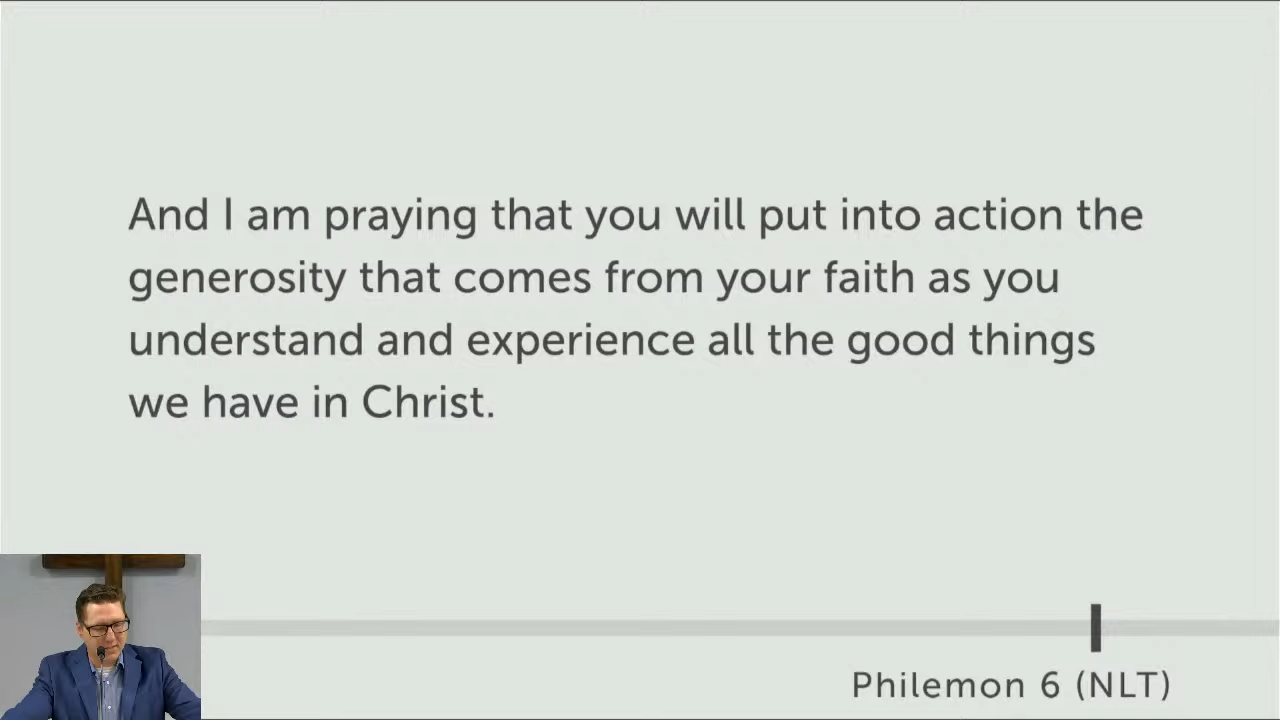 And I am praying that you will put into action the
generosity that comes from your faith as you
understand and experience all the good things
we have in Christ.
Philemon 6 (NLT)